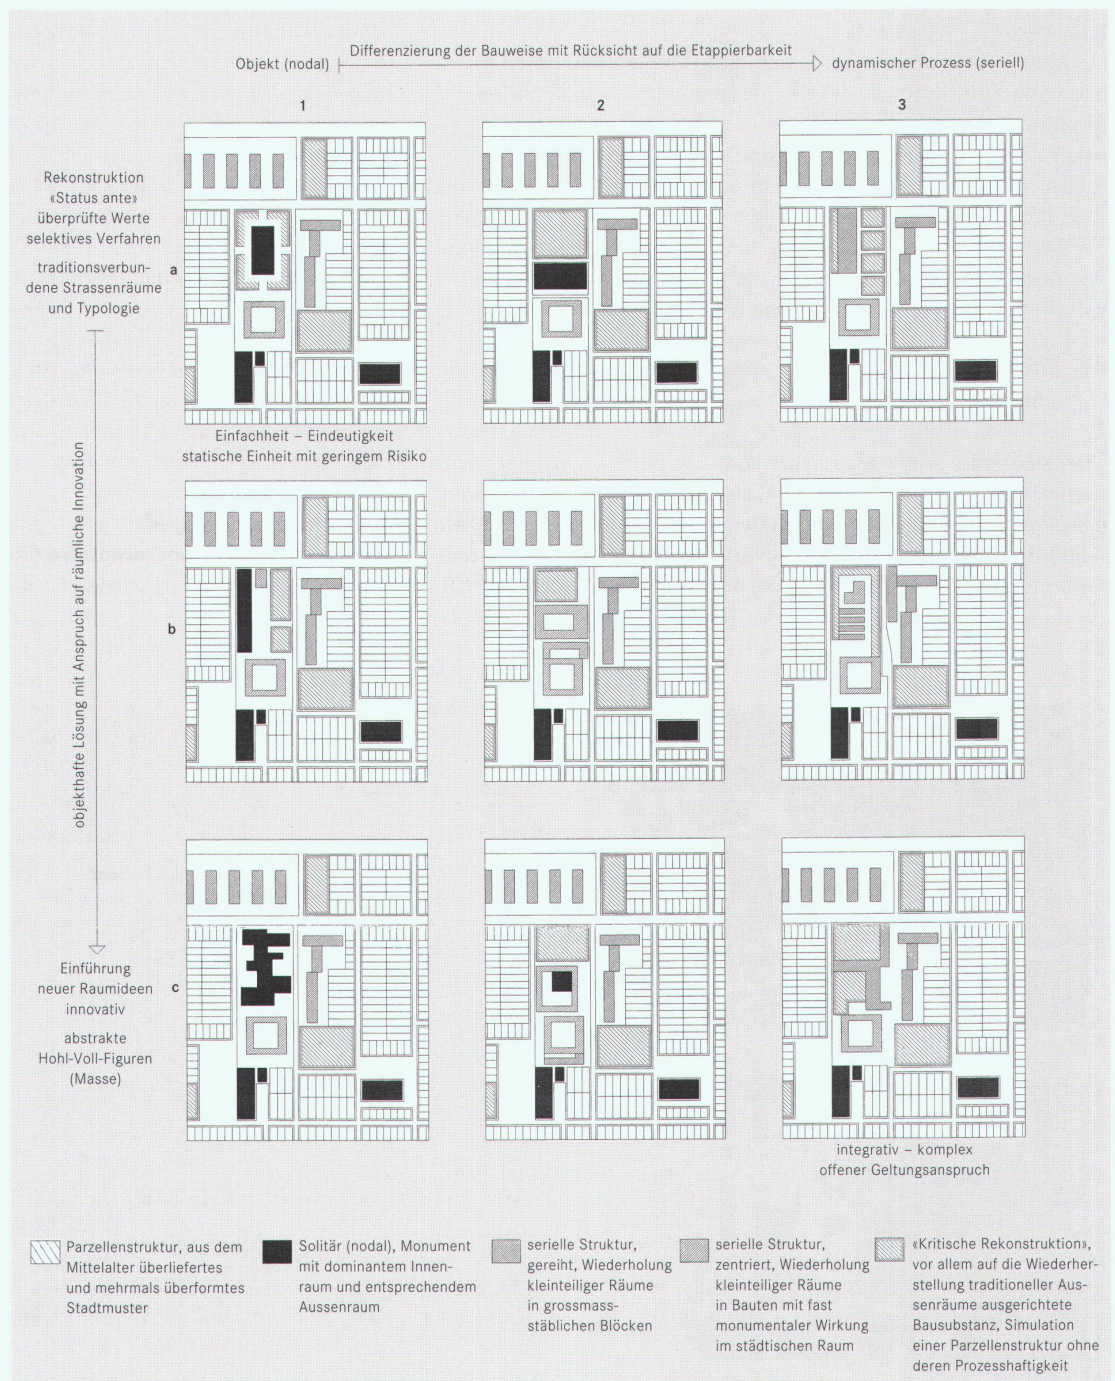 Differenzierung der Bauweise mit Rücksicht auf die Etappierbarkeit
Objekt (nodal)
dynamischer Prozess (seriell)
1
2
3
Rekonstruktion
«Status ante»
überprüfte Werte
selektives Verfahren
traditionsverbun-
dene Strassenräume
und Typologie
a
Einfachheit – Eindeutigkeit
statische Einheit mit geringem Risiko
objekthafte Lösung mit Anspruch auf räumliche Innovation
b
Einführung
neuer Raumideen
innovativ
abstrakte
Hohl-Voll-Figuren
(Masse)
c
integrativ – komplex
offener Geltungsanspruch
Parzellenstruktur, aus dem
Mittelalter überliefertes
und mehrmals überformtes
Stadtmuster
Solitär (nodal), Monument
mit dominantem Innen-
raum und entsprechendem
Aussenraum
serielle Struktur,
gereiht, Wiederholung
kleinteiliger Räume
in grossmass-
stäblichen Blöcken
serielle Struktur,
zentriert, Wiederholung
kleinteiliger Räume
in Bauten mit fast
monumentaler Wirkung
im städtischen Raum
«Kritische Rekonstruktion»,
vor allem auf die Wiederher-
stellung traditioneller Aus-
senräume ausgerichtete
Bausubstanz, Simulation
einer Parzellenstruktur ohne
deren Prozesshaftigkeit